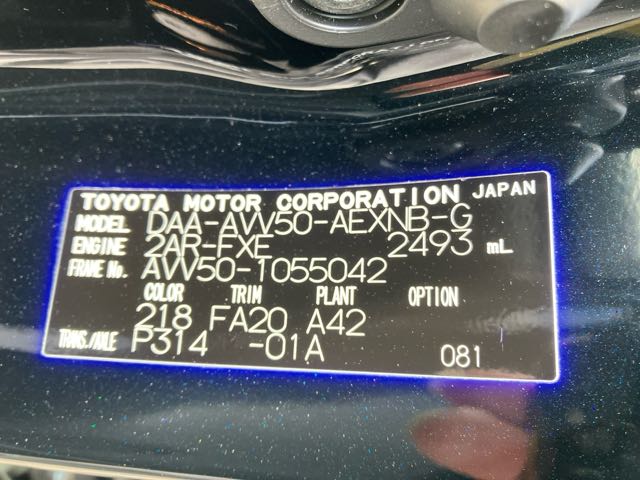 TOYOTA MOTOR CORPORATION JAPAN
MODEL DAA-AVV50-AEXNB-G
ENGINE 2AR-FXE 2493 mL
FRAME No. AVV50-1055042
COLOR TRIM PLANT OPTION
218 FA20 A42
TRANS./AXLE P314 -01A 081